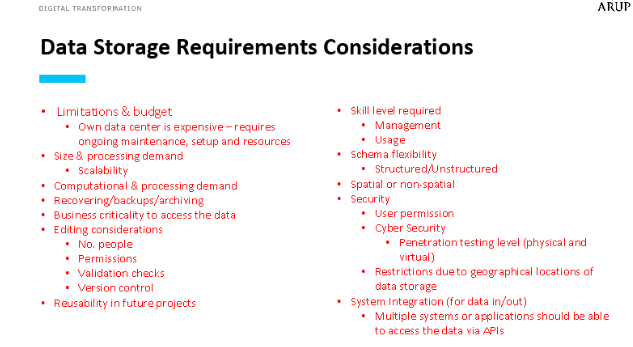 DIGITAL TRANSFORMATION
ARUP
Data Storage Requirements Considerations
• Limitations & budget
• Own data center is expensive – requires
ongoing maintenance, setup and resources
• Size & processing demand
• Scalability
• Computational & processing demand
• Recovering/backups/archiving
• Business criticality to access the data
• Editing considerations
• No. people
• Permissions
• Validation checks
• Version control
• Reusability in future projects
• Skill level required
• Management
• Usage
• Schema flexibility
• Structured/Unstructured
• Spatial or non-spatial
• Security
• User permission
• Cyber Security
• Penetration testing level (physical and
virtual)
• Restrictions due to geographical locations of
data storage
• System Integration (for data in/out)
• Multiple systems or applications should be able
to access the data via APIs